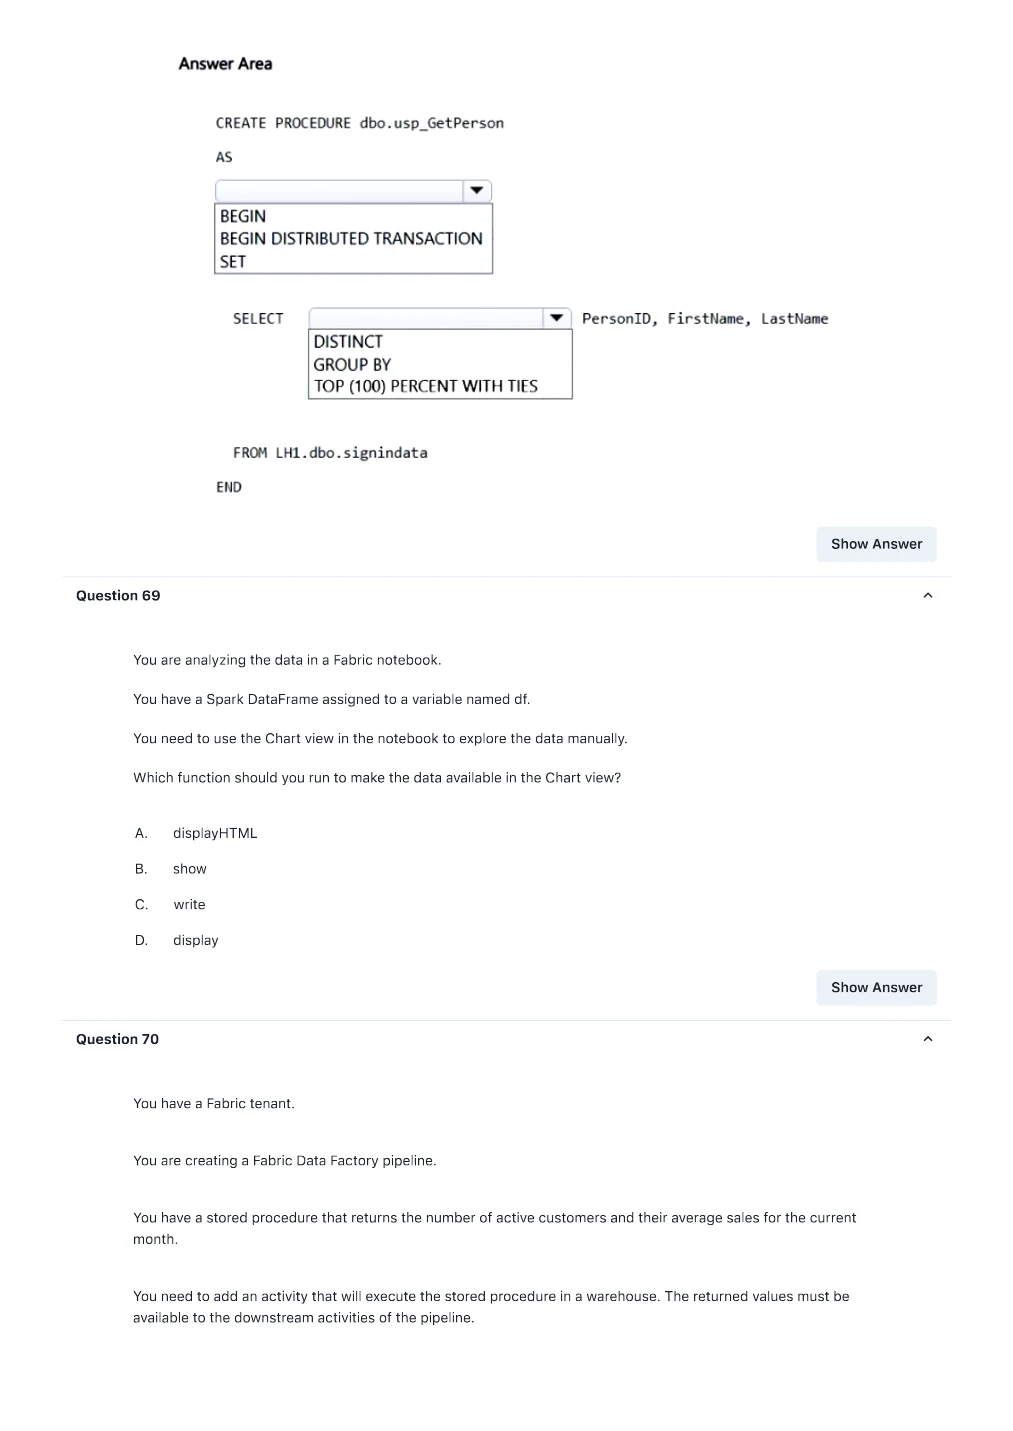 Answer Area
CREATE PROCEDURE dbo.usp_GetPerson
AS
BEGIN
BEGIN DISTRIBUTED TRANSACTION
SET
SELECT PersonID, FirstName, LastName
DISTINCT
GROUP BY
TOP (100) PERCENT WITH TIES
FROM LH1.dbo.signindata
END
Show Answer
Question 69
You are analyzing the data in a Fabric notebook.
You have a Spark DataFrame assigned to a variable named df.
You need to use the Chart view in the notebook to explore the data manually.
Which function should you run to make the data available in the Chart view?
A. displayHTML
B. show
C. write
D. display
Show Answer
Question 70
You have a Fabric tenant.
You are creating a Fabric Data Factory pipeline.
You have a stored procedure that returns the number of active customers and their average sales for the current
month.
You need to add an activity that will execute the stored procedure in a warehouse. The returned values must be
available to the downstream activities of the pipeline.